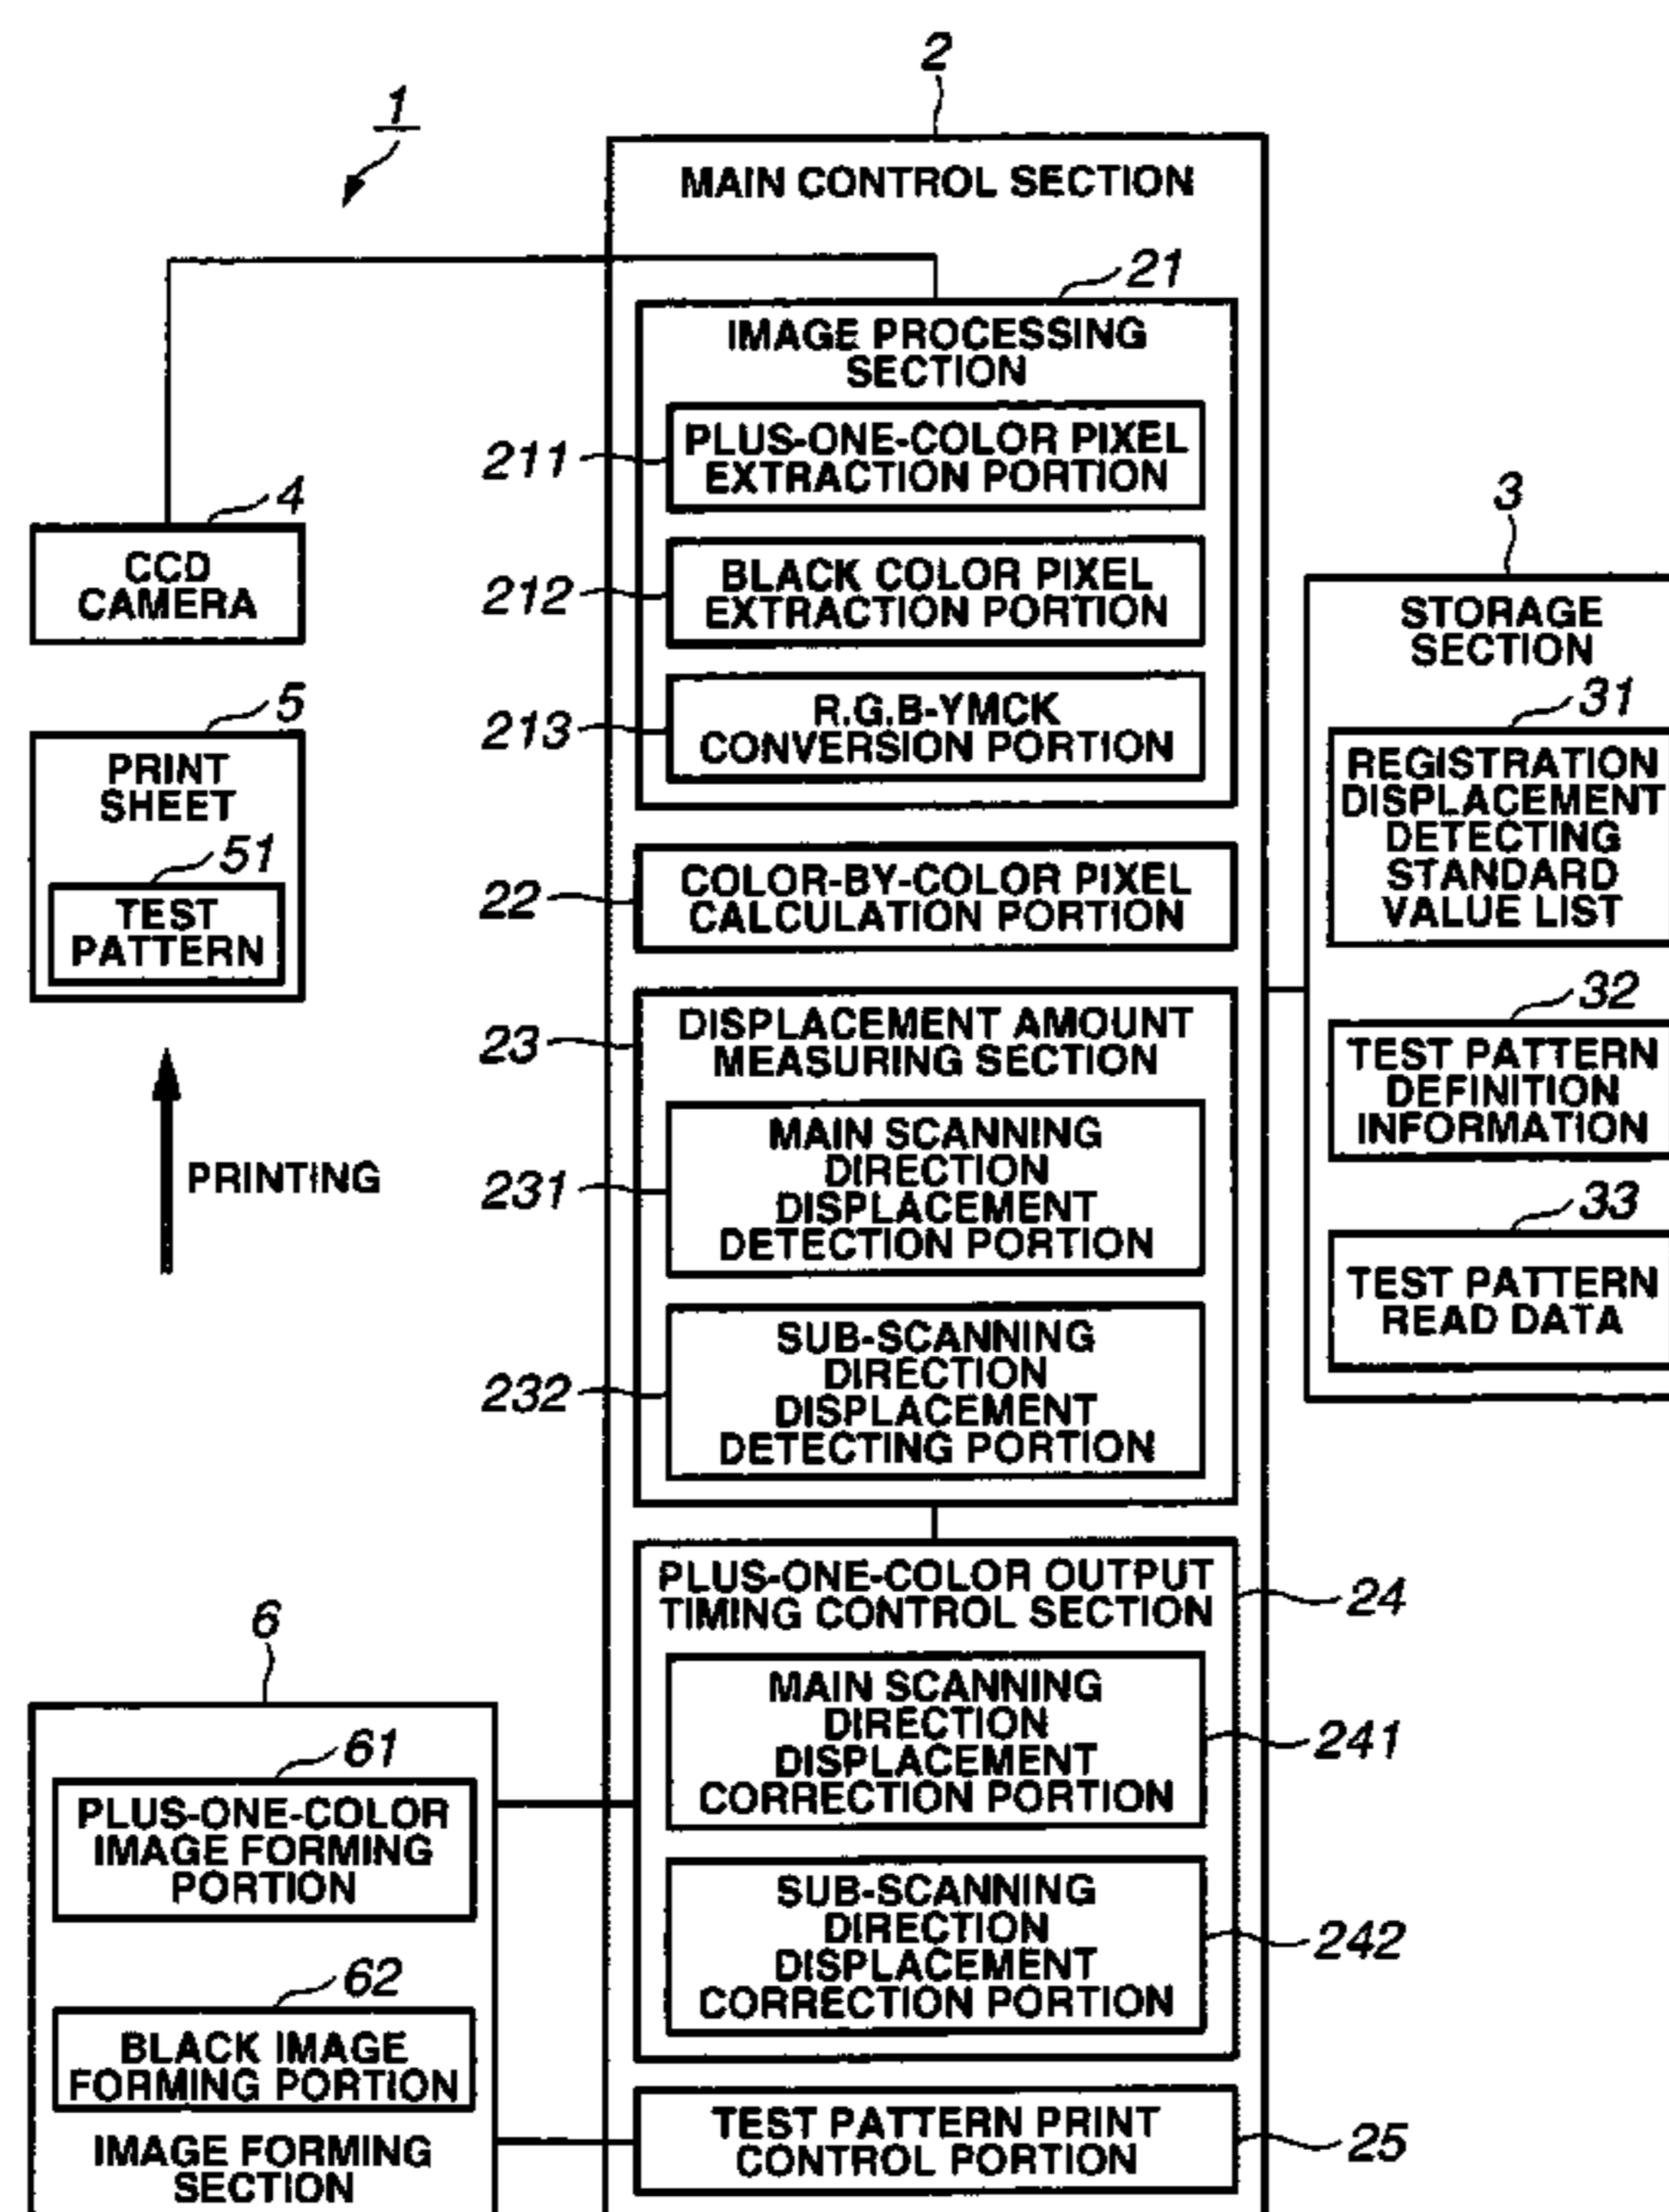 1
2
MAIN CONTROL SECTION
21
IMAGE PROCESSING
SECTION
211
PLUS-ONE-COLOR PIXEL
EXTRACTION PORTION
212
BLACK COLOR PIXEL
EXTRACTION PORTION
213
R.G.B-YMCK
CONVERSION PORTION
4
CCD
CAMERA
5
PRINT
SHEET
51
TEST
PATTERN
PRINTING
22
COLOR-BY-COLOR PIXEL
CALCULATION PORTION
23
DISPLACEMENT AMOUNT
MEASURING SECTION
231
MAIN SCANNING
DIRECTION
DISPLACEMENT
DETECTION PORTION
232
SUB-SCANNING
DIRECTION
DISPLACEMENT
DETECTING PORTION
3
STORAGE
SECTION
31
REGISTRATION
DISPLACEMENT
DETECTING
STANDARD
VALUE LIST
32
TEST PATTERN
DEFINITION
INFORMATION
33
TEST PATTERN
READ DATA
PLUS-ONE-COLOR OUTPUT
TIMING CONTROL SECTION
24
MAIN SCANNING
DIRECTION
DISPLACEMENT
CORRECTION PORTION
241
SUB-SCANNING
DIRECTION
DISPLACEMENT
CORRECTION PORTION
242
6
61
PLUS-ONE-COLOR
IMAGE FORMING
PORTION
62
BLACK IMAGE
FORMING PORTION
IMAGE FORMING
SECTION
TEST PATTERN PRINT
CONTROL PORTION
25